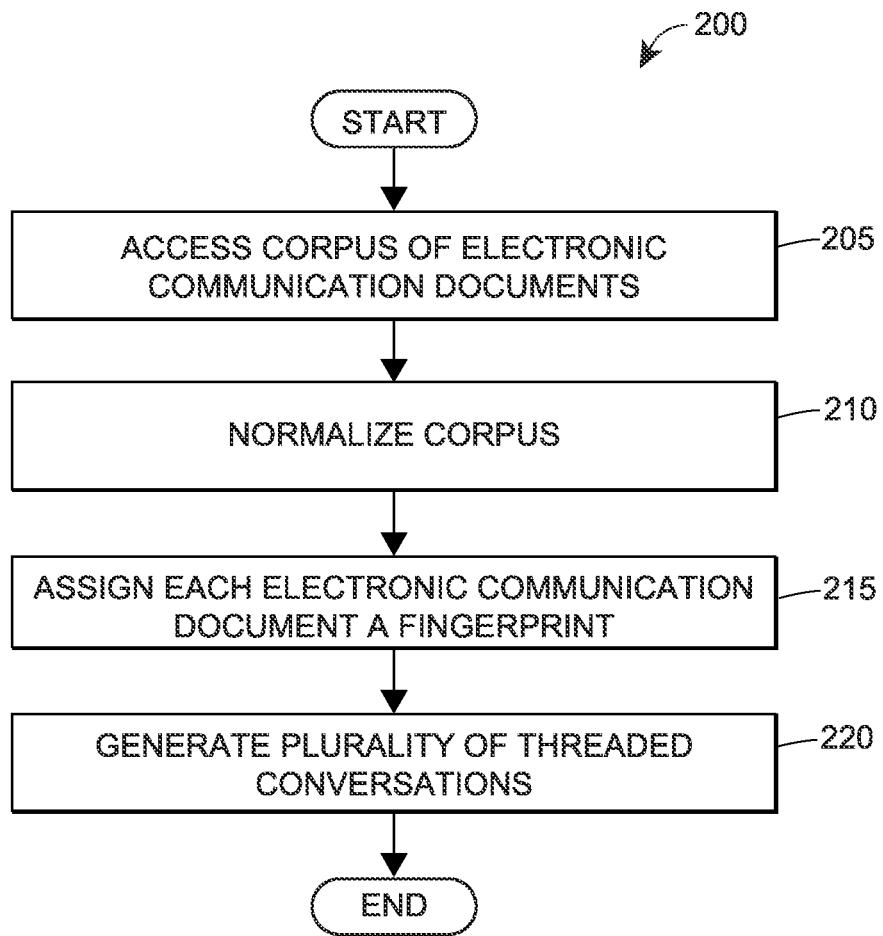 200
START
ACCESS CORPUS OF ELECTRONIC
COMMUNICATION DOCUMENTS
205
NORMALIZE CORPUS
210
ASSIGN EACH ELECTRONIC COMMUNICATION
DOCUMENT A FINGERPRINT
215
GENERATE PLURALITY OF THREADED
CONVERSATIONS
220
END